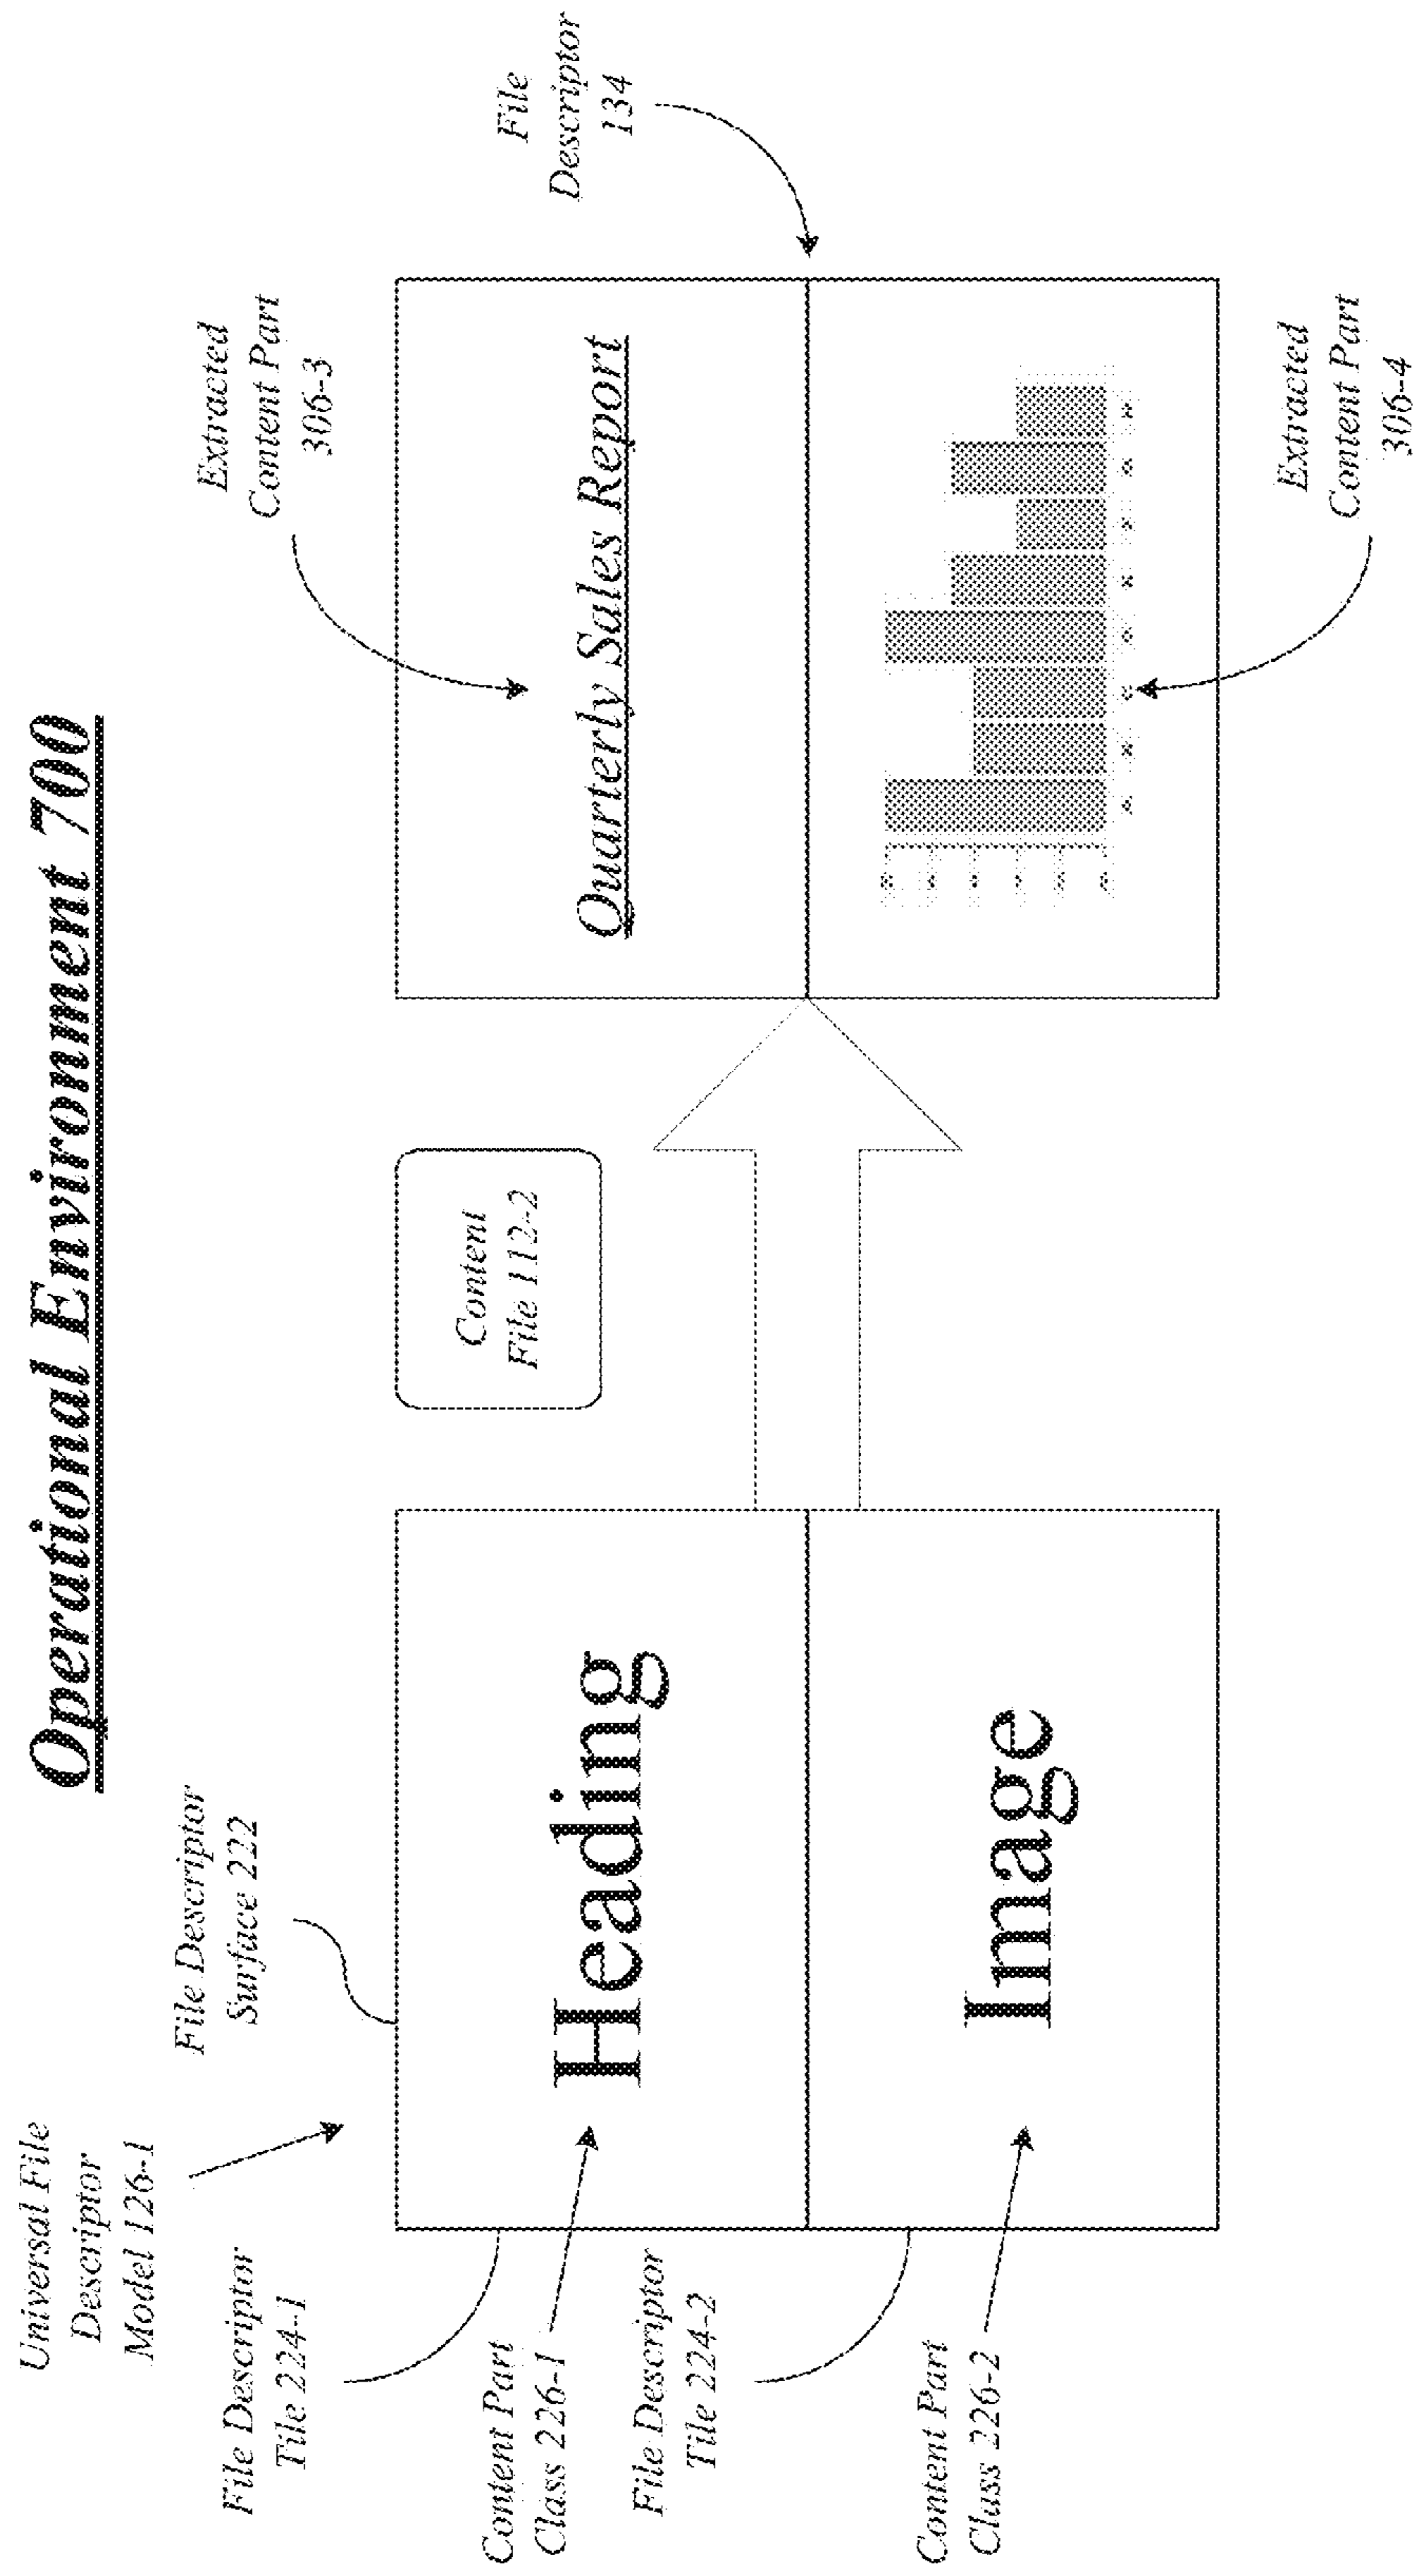 Operational Environment 700
Universal File
Descriptor
Model 126-1
File Descriptor
Surface 222
File Descriptor
Tile 224-1
Content Part
Class 226-1
File Descriptor
Tile 224-2
Content Part
Class 226-2
Heading
Image
Content
File 112-2
Extracted
Content Part
306-3
File
Descriptor
134
Quarterly Sales Report
Extracted
Content Part
306-4